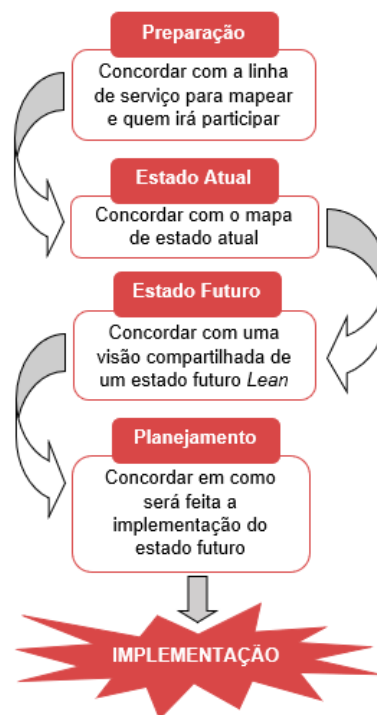 Preparação
Concordar com a linha
de serviço para mapear
e quem irá participar
Estado Atual
Concordar com o mapa
de estado atual
Estado Futuro
Concordar com uma
visão compartilhada de
um estado futuro Lean
Planejamento
Concordar em como
será feita a
implementação do
estado futuro
IMPLEMENTAÇÃO